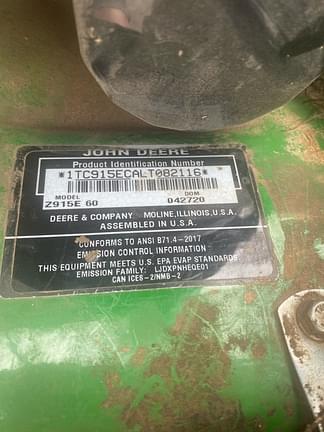 JOHN DEERE
Product Identification Number
*1TC915ECALT082116*
MODEL DOM
Z915E 60 042720
DEERE & COMPANY MOLINE, ILLINOIS, U.S.A.
ASSEMBLED IN U.S.A.
CONFORMS TO ANSI B71.4-2017
EMISSION CONTROL INFORMATION
THIS EQUIPMENT MEETS U.S. EPA EVAP STANDARDS.
EMISSION FAMILY: LJDXPNHEQE01
CAN ICES-2/NMB-2